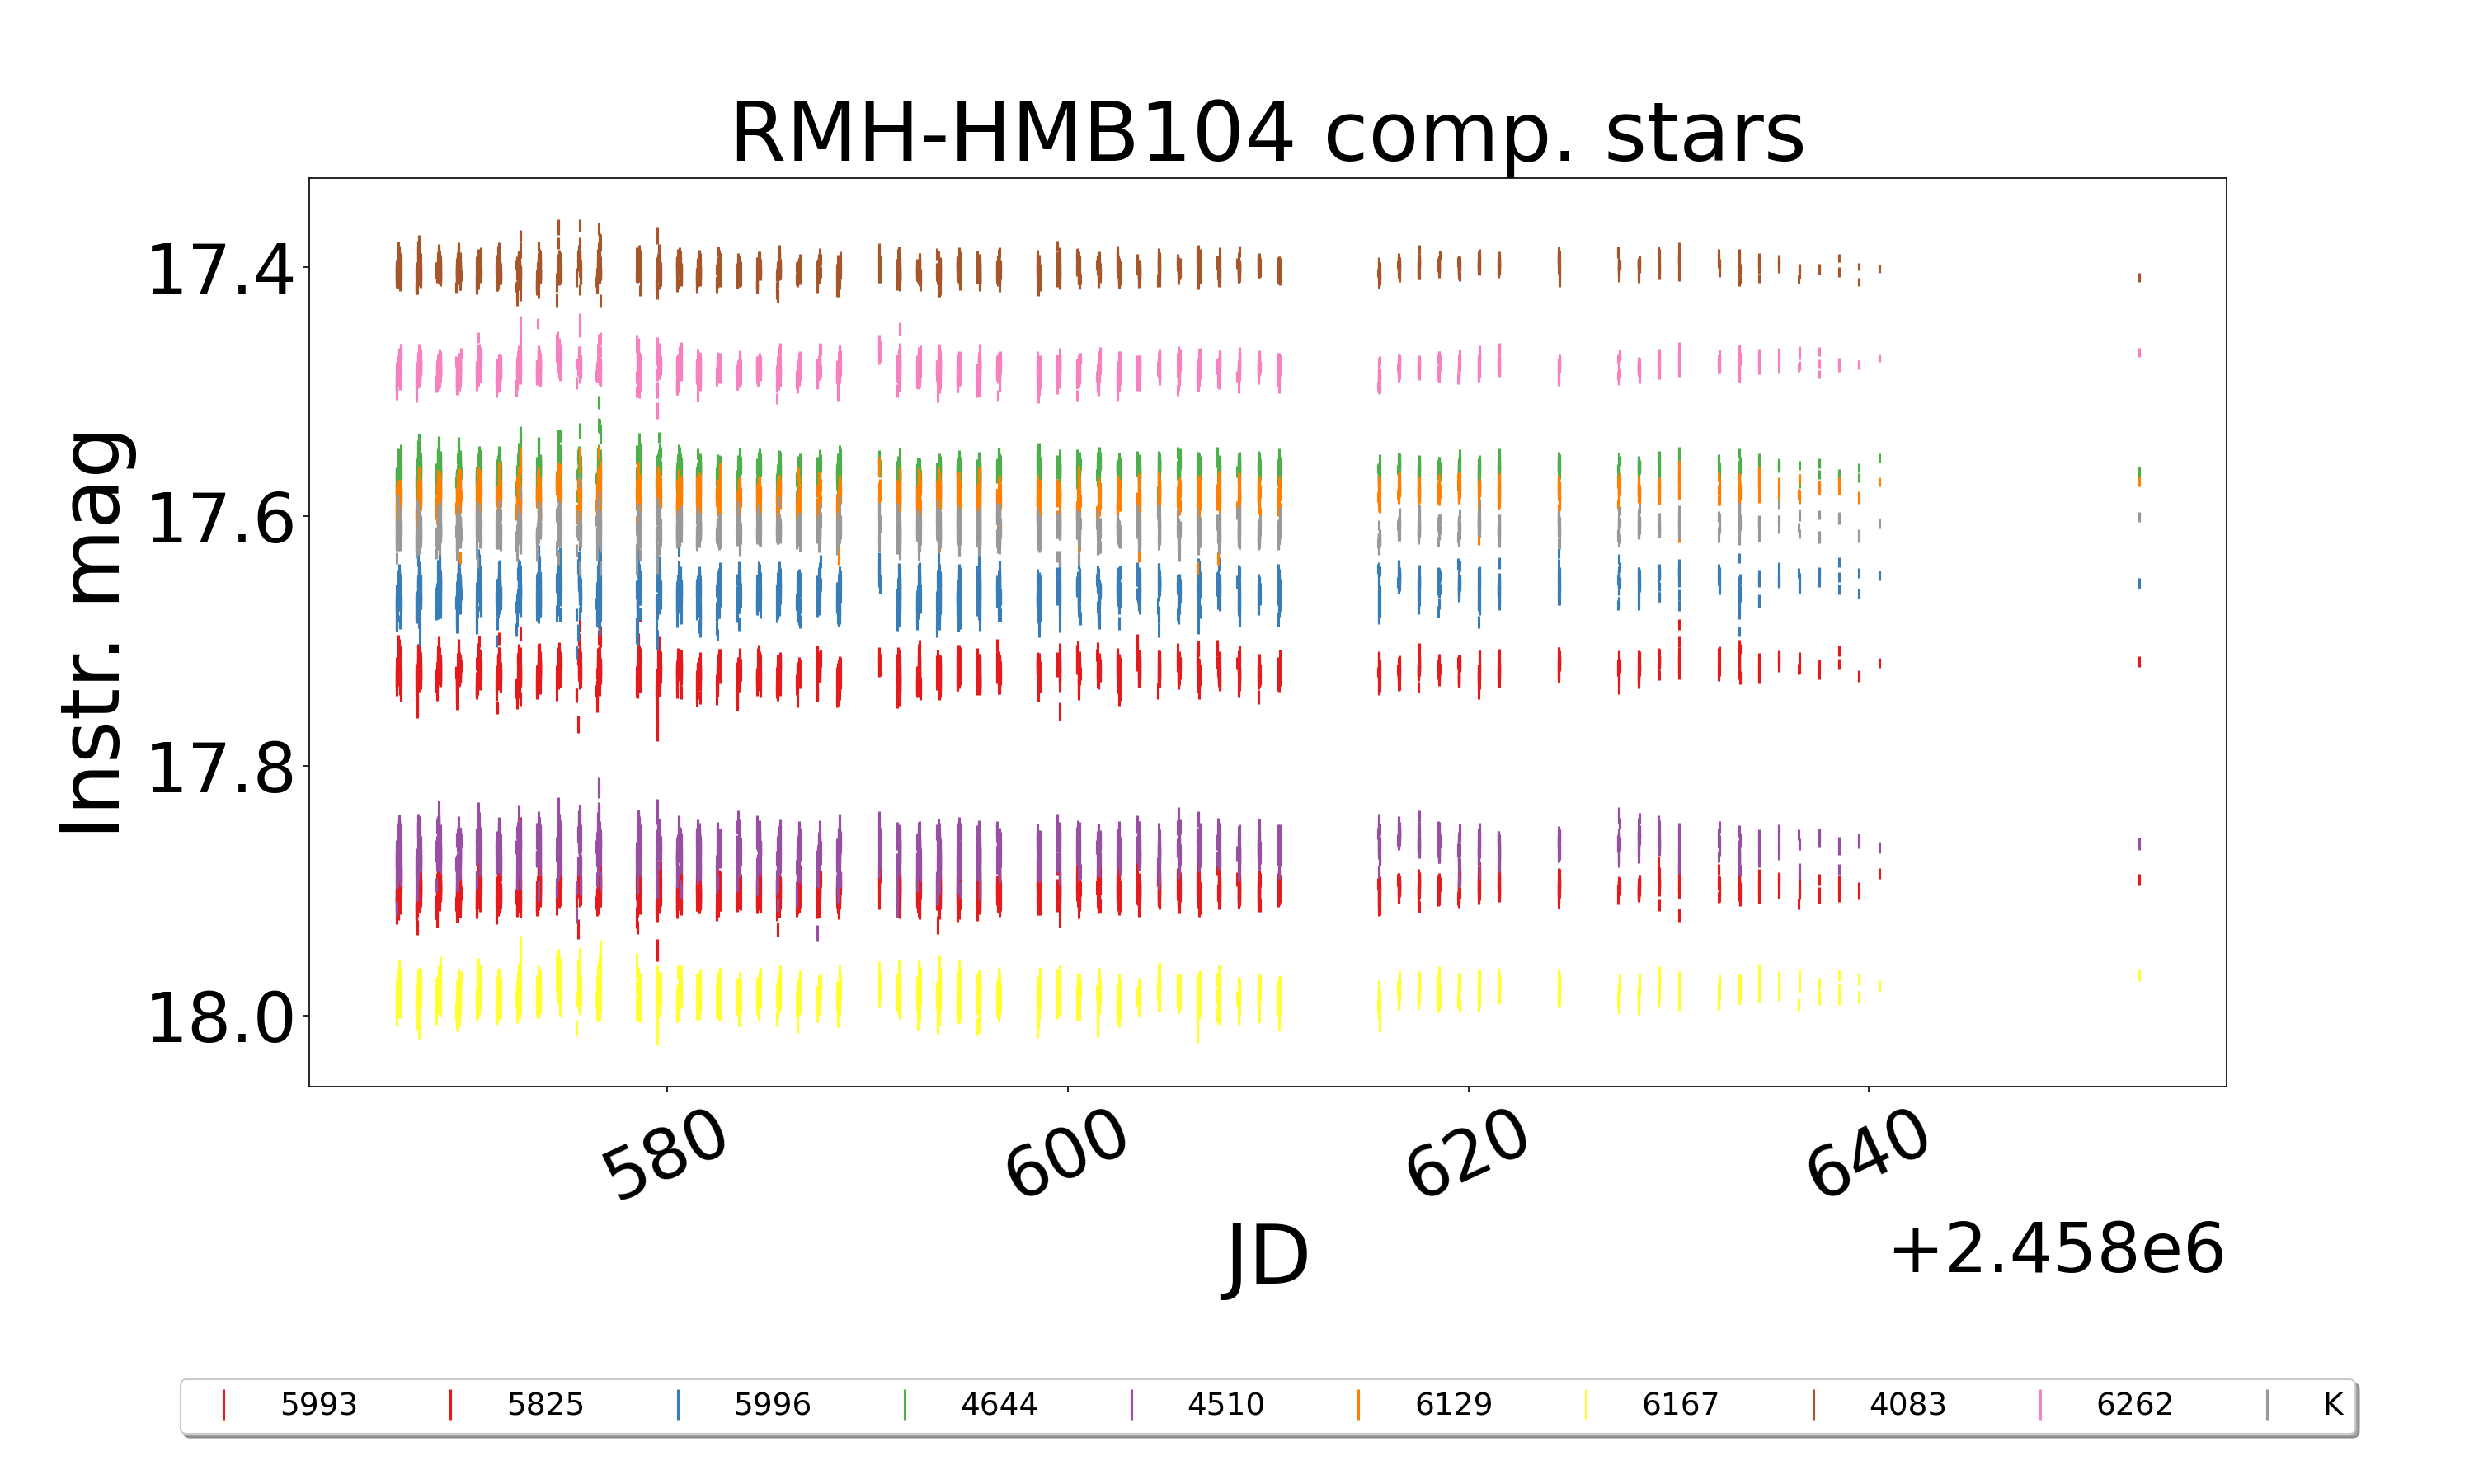 RMH-HMB104 comp. stars
Instr. mag
17.4
17.6
17.8
18.0
580 600 620 640
JD
+2.458e6
5993 5825 5996 4644 4510 6129 6167 4083 6262 K